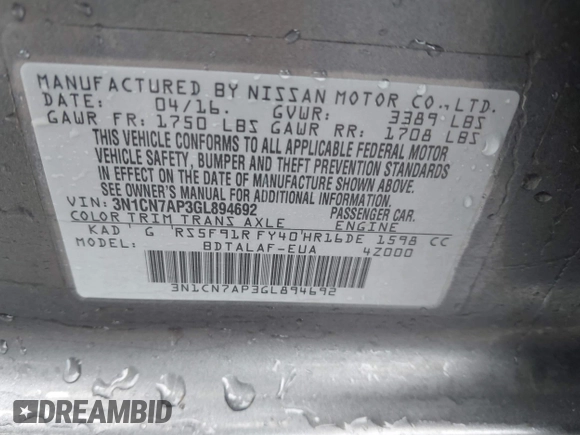 MANUFACTURED BY NISSAN MOTOR CO., LTD.
DATE: 04/16. GVWR: 3389 LBS
GAWR FR: 1750 LBS GAWR RR: 1708 LBS
THIS VEHICLE CONFORMS TO ALL APPLICABLE FEDERAL MOTOR
VEHICLE SAFETY, BUMPER AND THEFT PREVENTION STANDARDS
IN EFFECT ON THE DATE OF MANUFACTURE SHOWN ABOVE.
SEE OWNER'S MANUAL FOR ADDITIONAL INFORMATION.
VIN: 3N1CN7AP3GL894692 PASSENGER CAR.
COLOR TRIM TRANS AXLE ENGINE
KAD G RS5F91R FY40 HR16DE 1598 CC
MODEL: BDTALAF-EUA 4Z000
3N1CN7AP3GL894692
DREAMBID